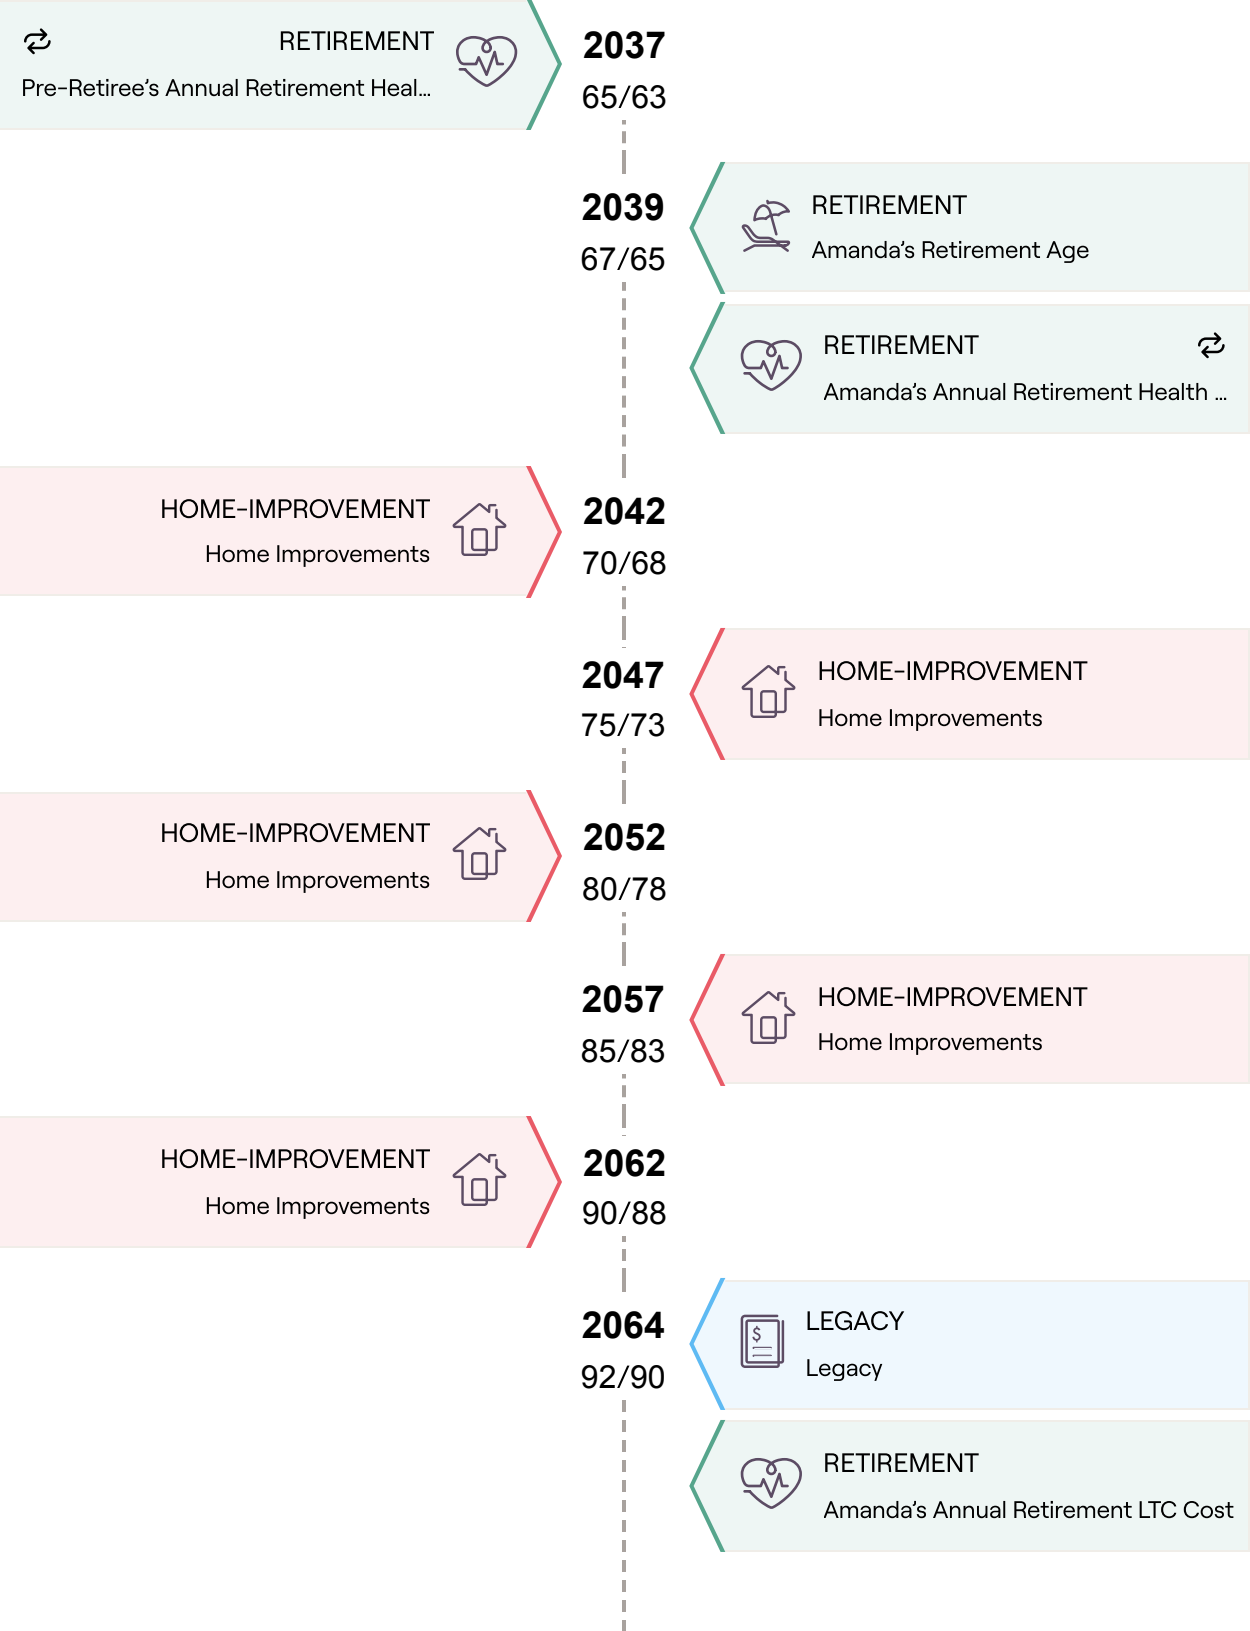 RETIREMENT
Pre-Retiree’s Annual Retirement Heal...
2037
65/63
2039
67/65
RETIREMENT
Amanda’s Retirement Age
RETIREMENT
Amanda’s Annual Retirement Health ...
HOME-IMPROVEMENT
Home Improvements
2042
70/68
2047
75/73
HOME-IMPROVEMENT
Home Improvements
HOME-IMPROVEMENT
Home Improvements
2052
80/78
2057
85/83
HOME-IMPROVEMENT
Home Improvements
HOME-IMPROVEMENT
Home Improvements
2062
90/88
2064
92/90
$
LEGACY
Legacy
RETIREMENT
Amanda’s Annual Retirement LTC Cost